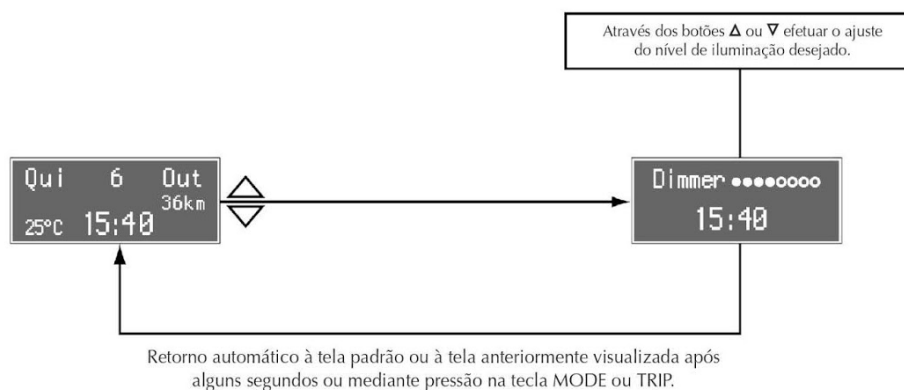 Através dos botões Δ ou ∇ efetuar o ajuste
do nível de iluminação desejado.
Qui 6 Out
36km
25°C 15:40
Dimmer
15:40
Retorno automático à tela padrão ou à tela anteriormente visualizada após
alguns segundos ou mediante pressão na tecla MODE ou TRIP.